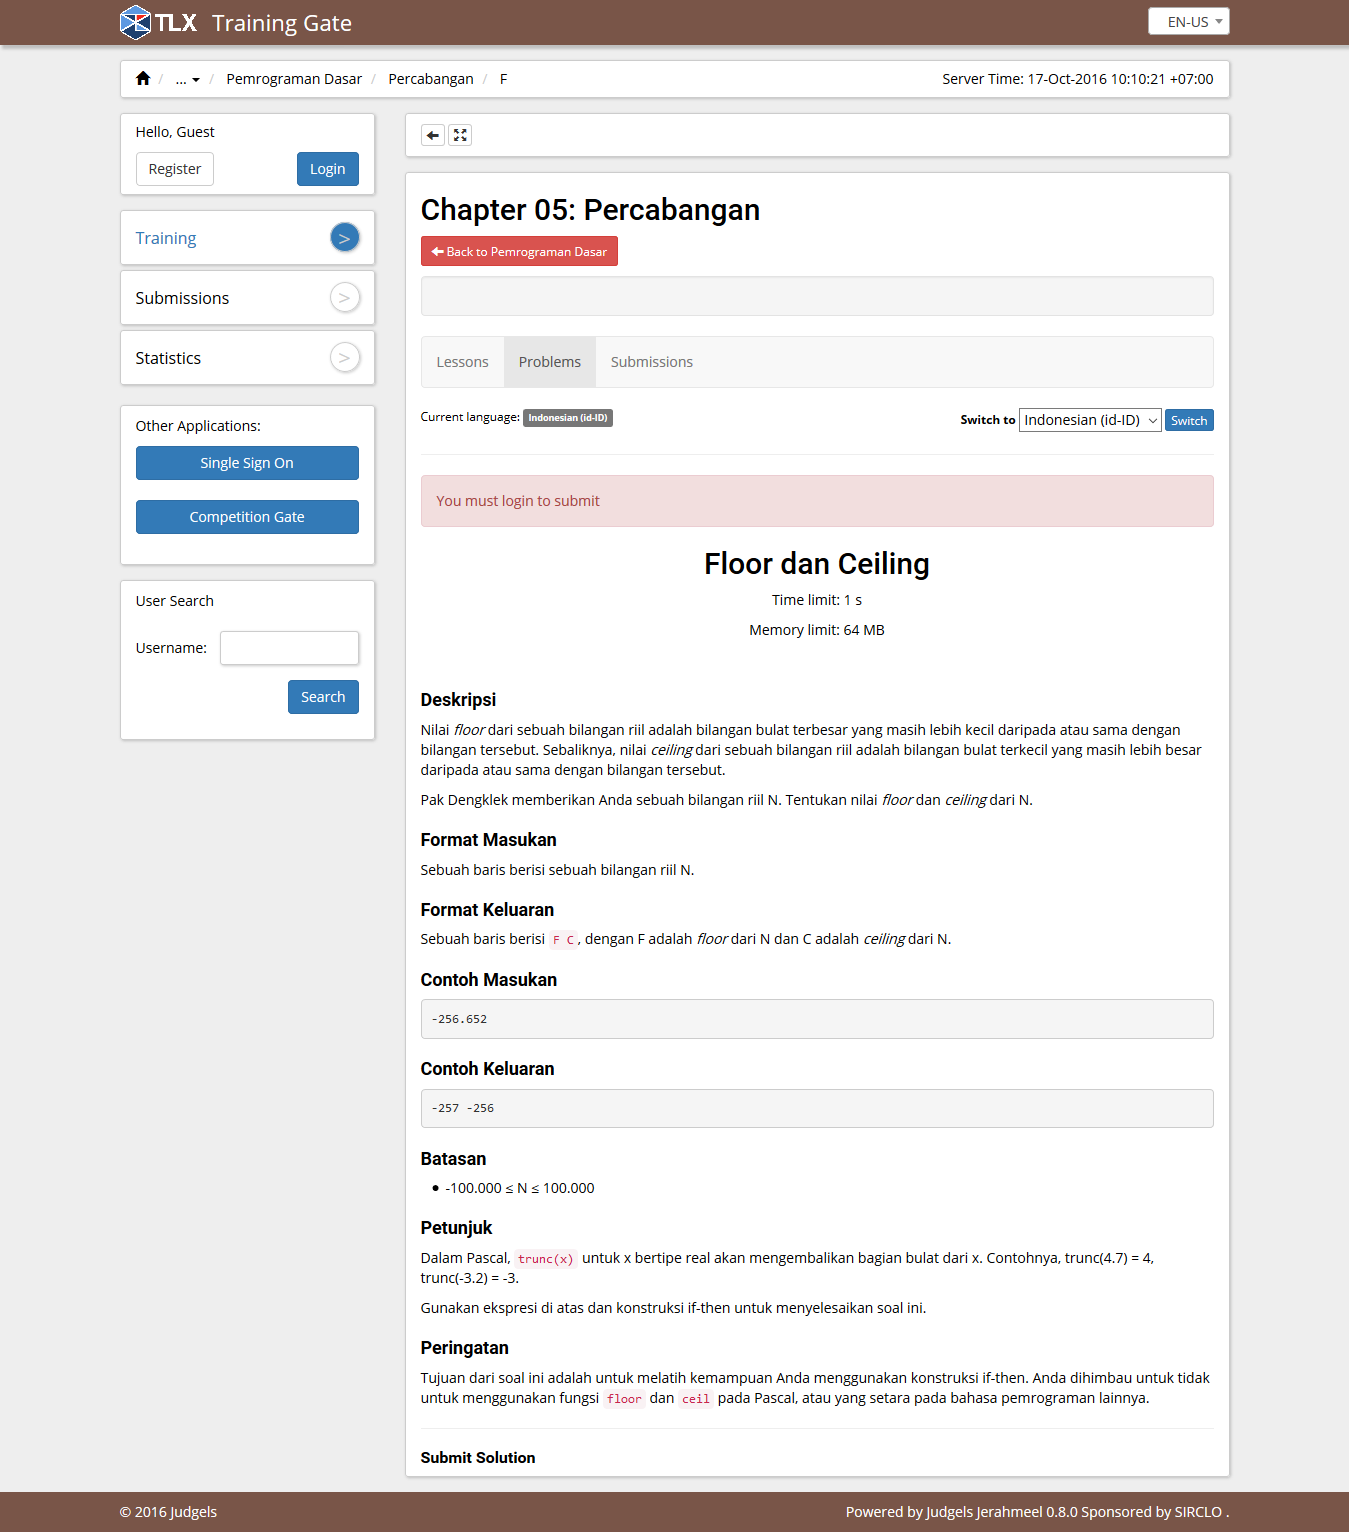 TLX Training Gate
EN-US
/ ... / Pemrograman Dasar / Percabangan / F
Server Time: 17-Oct-2016 10:10:21 +07:00
Hello, Guest
Register
Login
Training >
Submissions >
Statistics >
Other Applications:
Single Sign On
Competition Gate
User Search
Username:
Search
Chapter 05: Percabangan
Back to Pemrograman Dasar
Lessons Problems Submissions
Current language: Indonesian (id-ID)
Switch to Indonesian (id-ID) Switch
You must login to submit
Floor dan Ceiling
Time limit: 1 s
Memory limit: 64 MB
Deskripsi
Nilai floor dari sebuah bilangan riil adalah bilangan bulat terbesar yang masih lebih kecil daripada atau sama dengan
bilangan tersebut. Sebaliknya, nilai ceiling dari sebuah bilangan riil adalah bilangan bulat terkecil yang masih lebih besar
daripada atau sama dengan bilangan tersebut.
Pak Dengklek memberikan Anda sebuah bilangan riil N. Tentukan nilai floor dan ceiling dari N.
Format Masukan
Sebuah baris berisi sebuah bilangan riil N.
Format Keluaran
Sebuah baris berisi F C, dengan F adalah floor dari N dan C adalah ceiling dari N.
Contoh Masukan
-256.652
Contoh Keluaran
-257 -256
Batasan
• -100.000 ≤ N ≤ 100.000
Petunjuk
Dalam Pascal, trunc(x) untuk x bertipe real akan mengembalikan bagian bulat dari x. Contohnya, trunc(4.7) = 4,
trunc(-3.2) = -3.
Gunakan ekspresi di atas dan konstruksi if-then untuk menyelesaikan soal ini.
Peringatan
Tujuan dari soal ini adalah untuk melatih kemampuan Anda menggunakan konstruksi if-then. Anda dihimbau untuk tidak
untuk menggunakan fungsi floor dan ceil pada Pascal, atau yang setara pada bahasa pemrograman lainnya.
Submit Solution
© 2016 Judgels
Powered by Judgels Jerahmeel 0.8.0 Sponsored by SIRCLO .